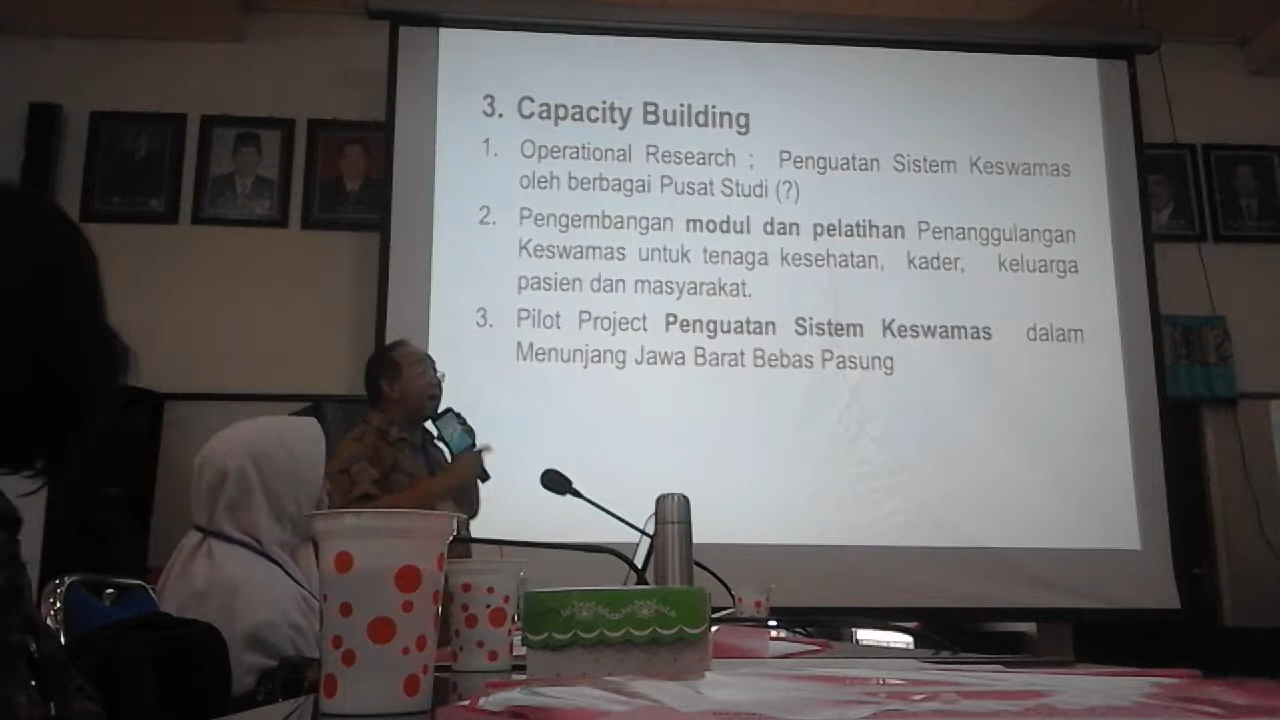 3. Capacity Building
1. Operational Research ; Penguatan Sistem Keswamas
oleh berbagai Pusat Studi (?)
2. Pengembangan modul dan pelatihan Penanggulangan
Keswamas untuk tenaga kesehatan, kader, keluarga
pasien dan masyarakat.
3. Pilot Project Penguatan Sistem Keswamas dalam
Menunjang Jawa Barat Bebas Pasung